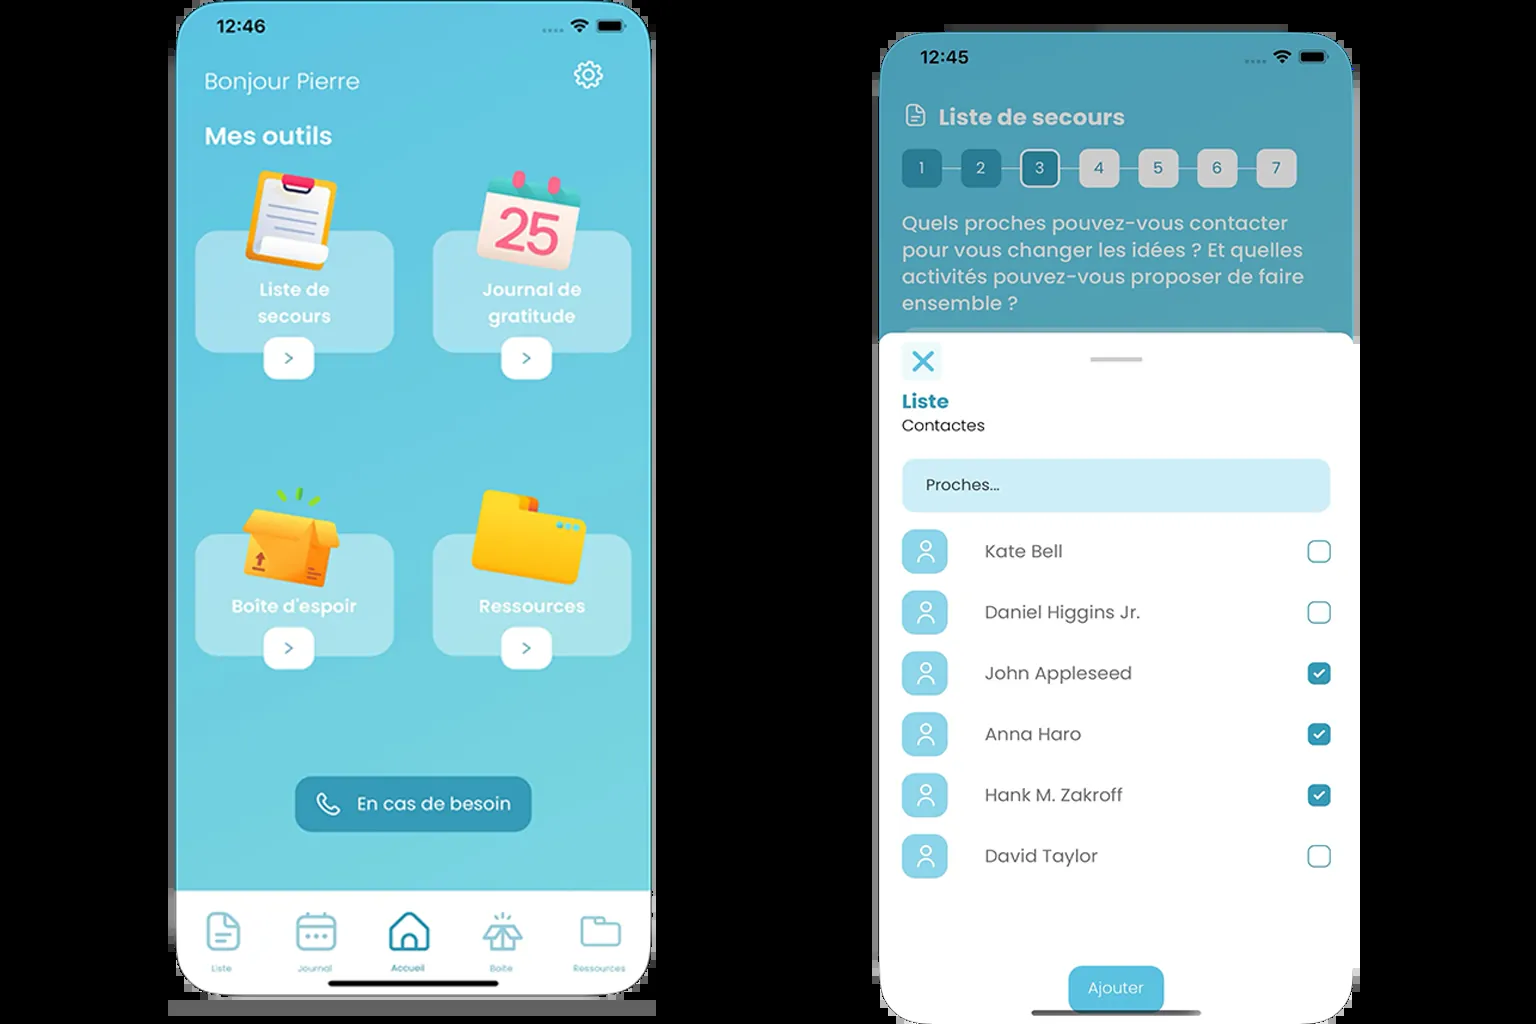 12:46
Bonjour Pierre
Mes outils
25
Liste de
secours
Journal de
gratitude
Boîte d'espoir
Ressources
En cas de besoin
Liste
Journal
Accueil
Boîte
Ressources
12:45
Liste de secours
1 2 3 4 5 6 7
Quels proches pouvez-vous contacter
pour vous changer les idées ? Et quelles
activités pouvez-vous proposer de faire
ensemble ?
Liste
Contactes
Proches...
Kate Bell
Daniel Higgins Jr.
John Appleseed
Anna Haro
Hank M. Zakroff
David Taylor
Ajouter